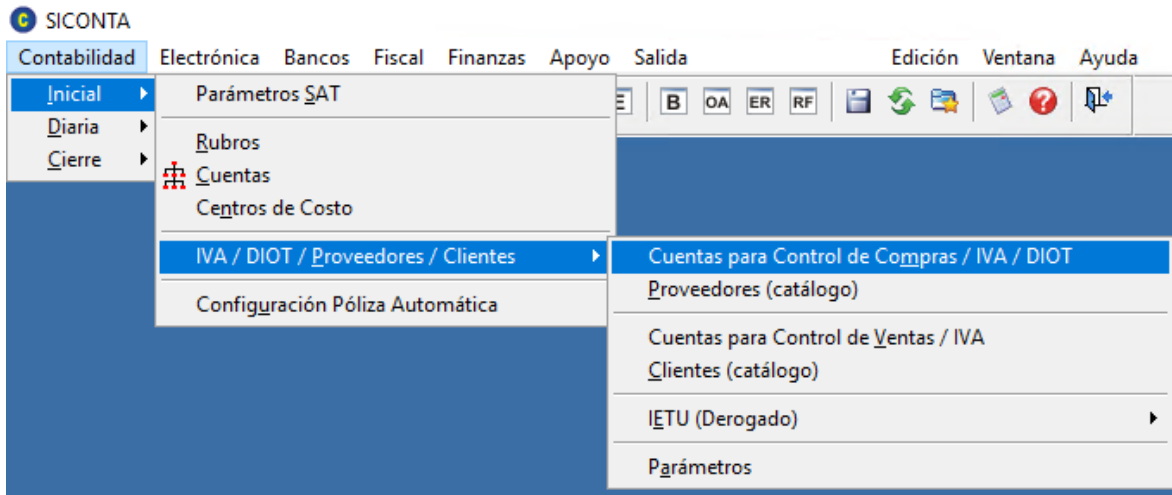 SICONTA
Contabilidad Electrónica Bancos Fiscal Finanzas Apoyo Salida Edición Ventana Ayuda
Inicial
Diaria
Cierre
Parámetros SAT
Rubros
Cuentas
Centros de Costo
IVA / DIOT / Proveedores / Clientes
Configuración Póliza Automática
B OA ER RF
Cuentas para Control de Compras / IVA / DIOT
Proveedores (catálogo)
Cuentas para Control de Ventas / IVA
Clientes (catálogo)
IETU (Derogado)
Parámetros